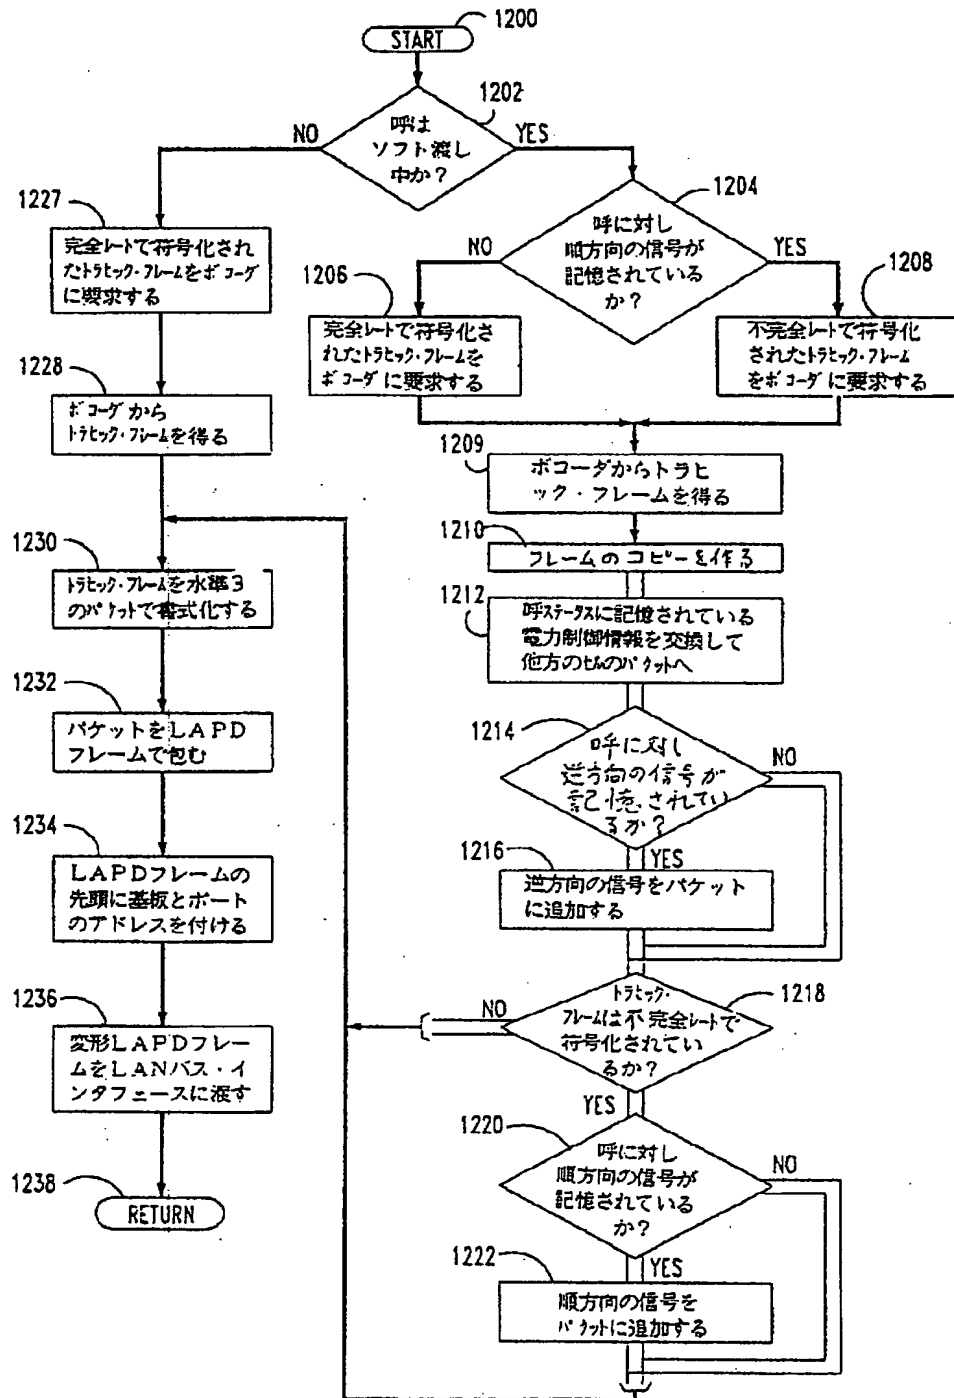 1200
START
1202
呼は
ソフト渡し
中か？
NO
YES
1227
完全レートで符号化され
たトラヒック・フレームをボコーダ
に要求する
1228
ボコーダから
トラヒック・フレームを得る
1204
呼に対し
順方向の信号が
記憶されている
か？
NO
YES
1206
完全レートで符号化さ
れたトラヒック・フレームを
ボコーダに要求する
1208
不完全レートで符号化
されたトラヒック・フレーム
をボコーダに要求する
1209
ボコーダからトラヒ
ック・フレームを得る
1210
フレームのコピーを作る
1212
呼ステータスに記憶されている
電力制御情報を交換して
他方のセルのパケットへ
1214
呼に対し
逆方向の信号が
記憶されてい
るか？
NO
YES
1216
逆方向の信号をパケット
に追加する
1218
トラヒック・
フレームは不完全レートで
符号化されてい
るか？
NO
YES
1220
呼に対し
順方向の信号が
記憶されている
か？
NO
YES
1222
順方向の信号を
パケットに追加する
1230
トラヒック・フレームを水準3
のパケットで書式化する
1232
パケットをLAPD
フレームで包む
1234
LAPDフレームの
先頭に基板とポート
のアドレスを付ける
1236
変形LAPDフレー
ムをLANバス・イ
ンタフェースに渡す
1238
RETURN